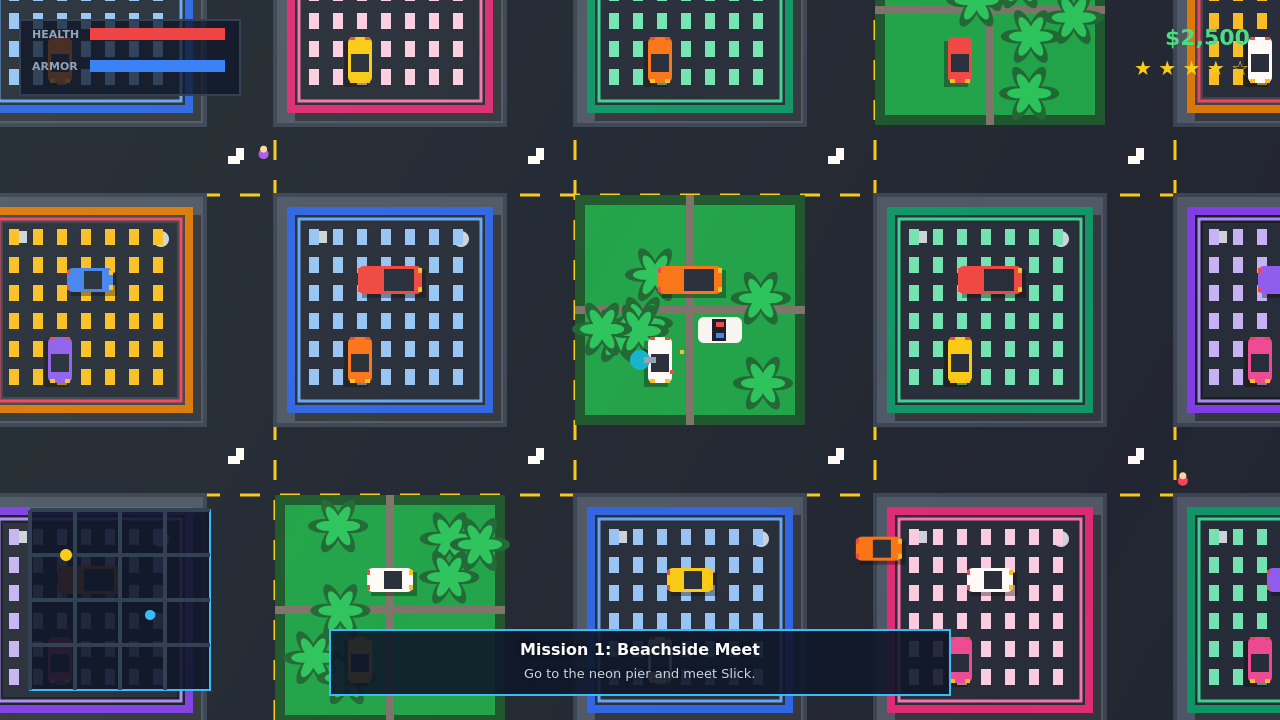 HEALTH
ARMOR
$2,500
★ ★ ★ ★ ☆
Mission 1: Beachside Meet
Go to the neon pier and meet Slick.